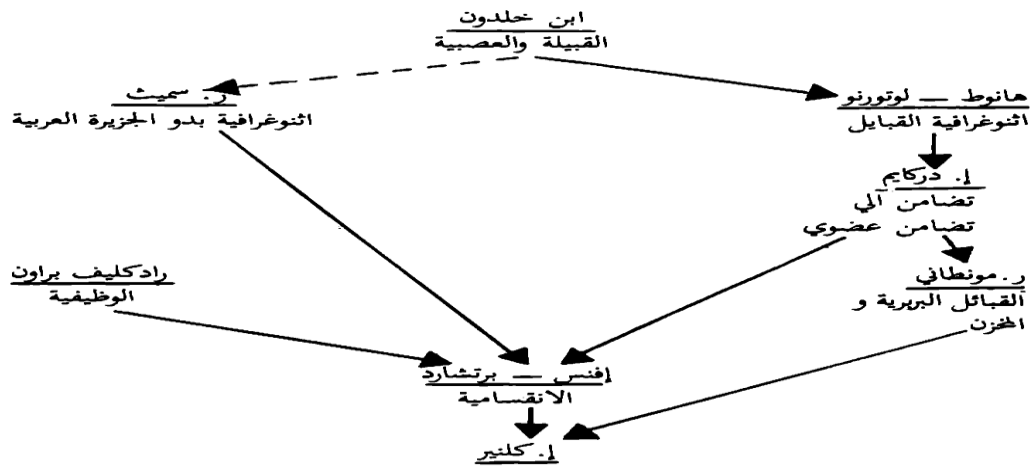 ابن خلدون
القبيلة والعصبية
ر. سميث
اثنوغرافية بدو الجزيرة العربية
هانوط — لوتورنو
اثنوغرافية القبايل
إ. دركايم
تضامن آلي
تضامن عضوي
رادكليف براون
الوظيفية
ر. مونطاني
القبائل البربرية و
المخزن
إفنس — برتشارد
الانقسامية
إ. كلنير